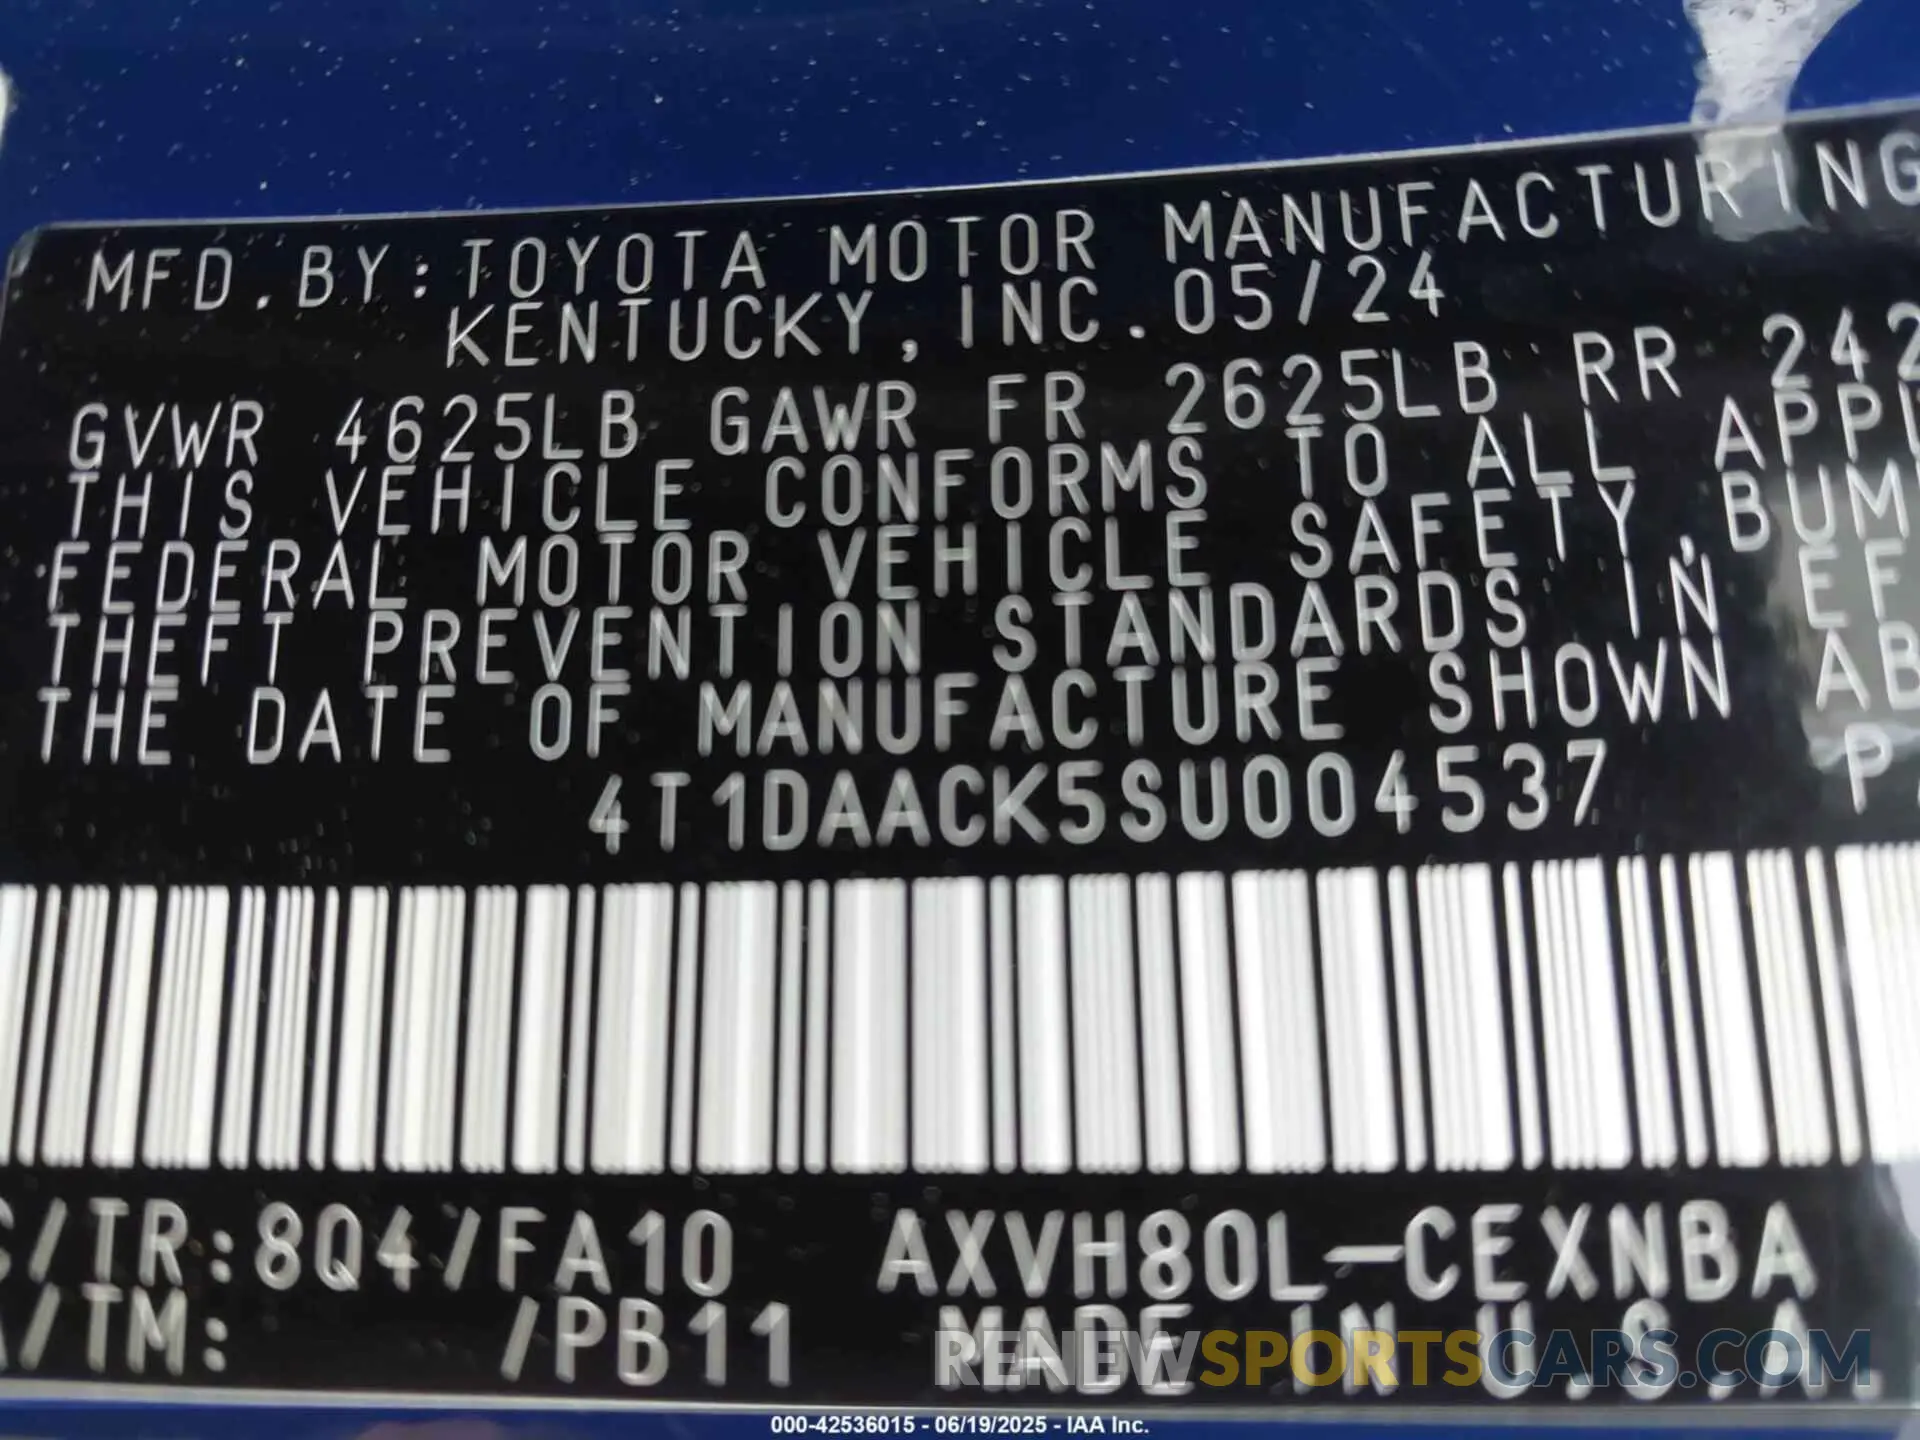 MFD.BY:TOYOTA MOTOR MANUFACTURING
KENTUCKY, INC. 05/24
GVWR 4625LB GAWR FR 2625LB RR 242
THIS VEHICLE CONFORMS TO ALL APPL
FEDERAL MOTOR VEHICLE SAFETY, BUM
THEFT PREVENTION STANDARDS IN EF
THE DATE OF MANUFACTURE SHOWN AB
4T1DAACK5SU004537 PA
C/TR:8Q4/FA10 AXVH80L-CEXNBA
A/TM: /PB11 MADE IN U.S.A.
RENEWSPORTSCARS.COM
000-42536015 - 06/19/2025 - IAA Inc.